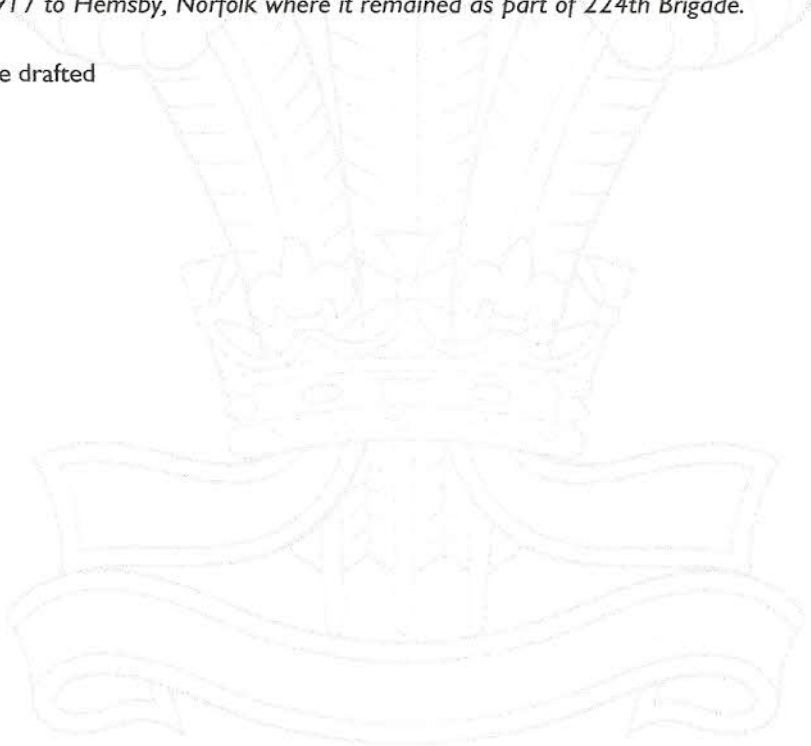 917 to Hemsby, Norfolk where it remained as part of 224th Brigade.
e drafted